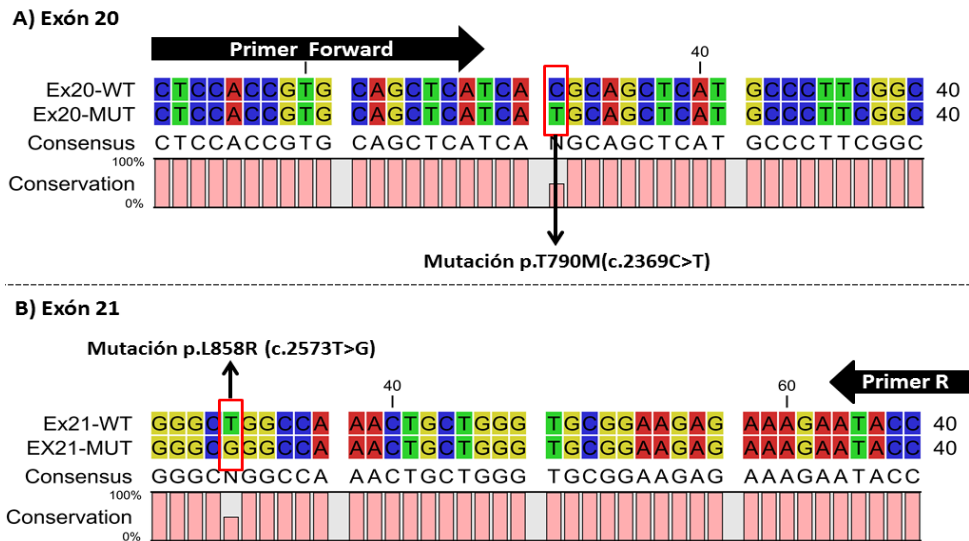 A) Exón 20
Primer Forward
40
Ex20-WT CTCCACCGTG CAGCTCATCA CGCAGCTCAT GCCCTTCGGC 40
Ex20-MUT CTCCACCGTG CAGCTCATCA TGCAGCTCAT GCCCTTCGGC 40
Consensus CTCCACCGTG CAGCTCATCA NGCAGCTCAT GCCCTTCGGC
100%
Conservation
0%
Mutación p.T790M(c.2369C>T)
B) Exón 21
Mutación p.L858R (c.2573T>G)
40 60 Primer R
Ex21-WT GGGCTGGCCA AACTGCTGGG TGCGGAAGAG AAAGAATACC 40
EX21-MUT GGGCGGGCCA AACTGCTGGG TGCGGAAGAG AAAGAATACC 40
Consensus GGGCNGGCCA AACTGCTGGG TGCGGAAGAG AAAGAATACC
100%
Conservation
0%